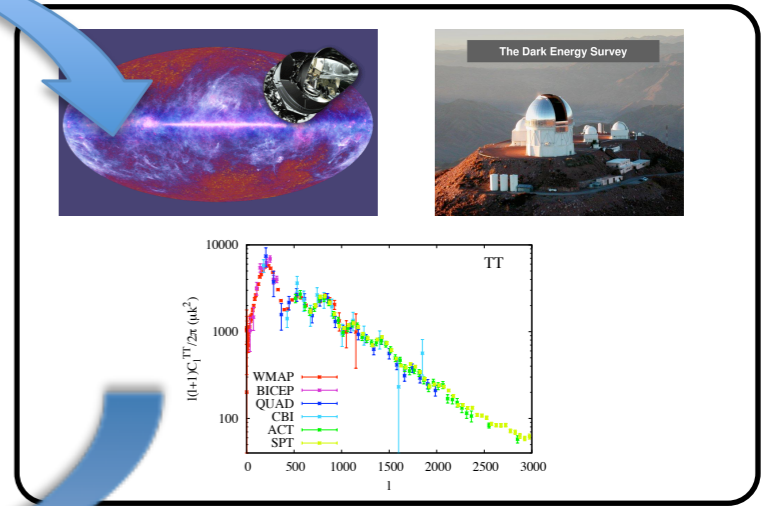 The Dark Energy Survey
10000
1000
100
l(l+1)C_l^TT/2π (μk²)
TT
WMAP
BICEP
QUAD
CBI
ACT
SPT
0 500 1000 1500 2000 2500 3000
l